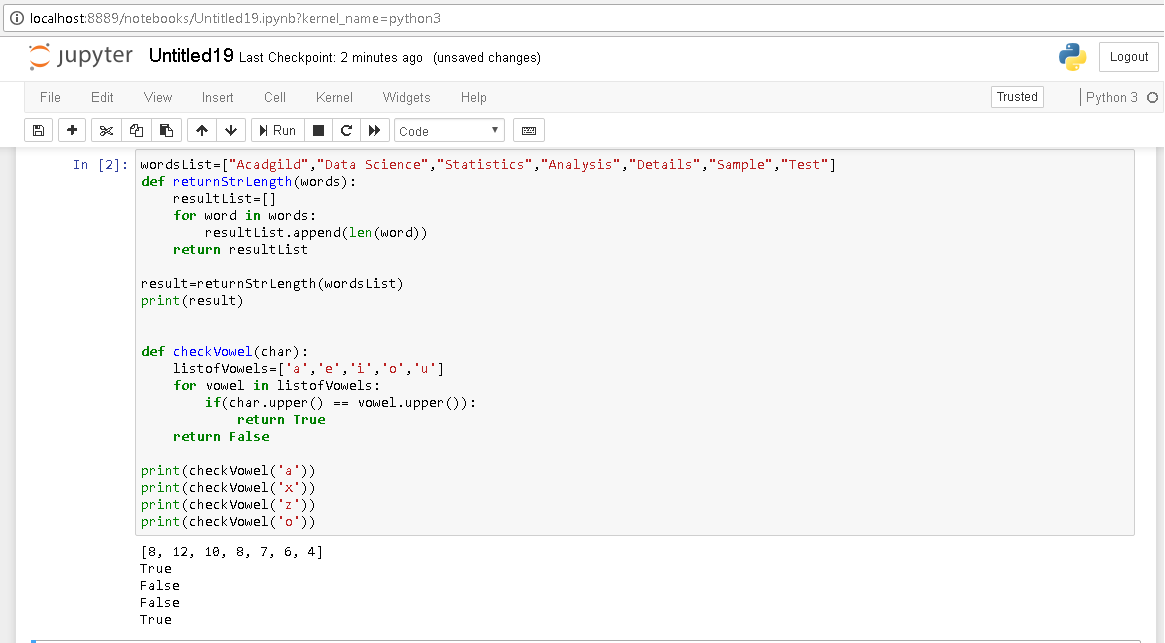 localhost:8889/notebooks/Untitled19.ipynb?kernel_name=python3
jupyter Untitled19 Last Checkpoint: 2 minutes ago (unsaved changes) Logout
File Edit View Insert Cell Kernel Widgets Help Trusted Python 3
Run Code
In [2]: wordsList=["Acadgild","Data Science","Statistics","Analysis","Details","Sample","Test"]
def returnStrLength(words):
    resultList=[]
    for word in words:
        resultList.append(len(word))
    return resultList
result=returnStrLength(wordsList)
print(result)
def checkVowel(char):
    listofVowels=['a','e','i','o','u']
    for vowel in listofVowels:
        if(char.upper() == vowel.upper()):
            return True
    return False
print(checkVowel('a'))
print(checkVowel('x'))
print(checkVowel('z'))
print(checkVowel('o'))
[8, 12, 10, 8, 7, 6, 4]
True
False
False
True